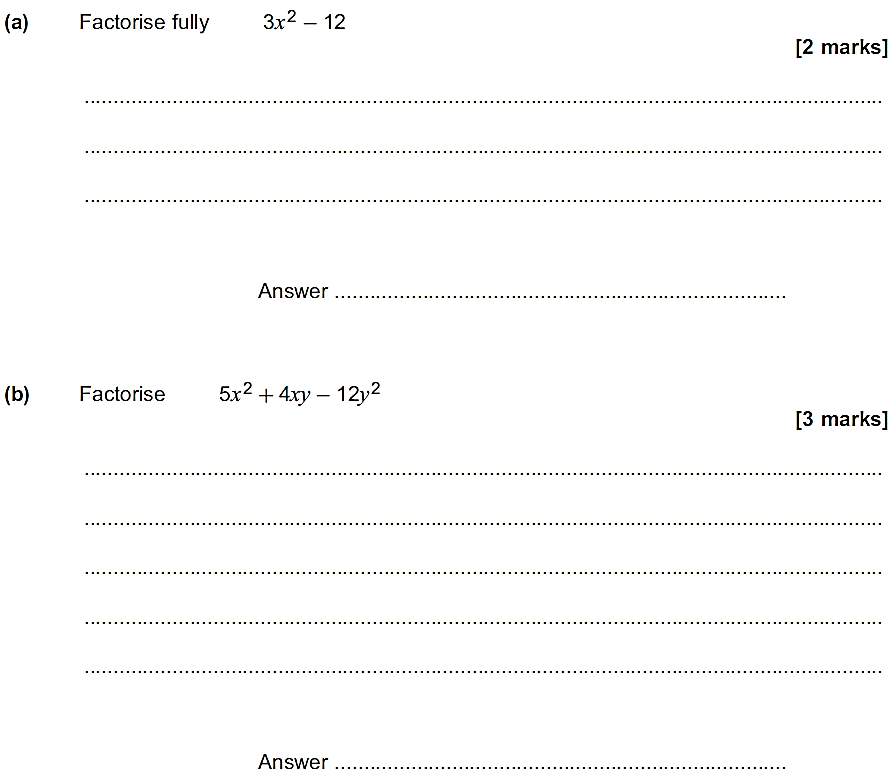 (a) Factorise fully 3x² – 12
[2 marks]
Answer ................................................................................
(b) Factorise 5x² + 4xy – 12y²
[3 marks]
Answer ................................................................................